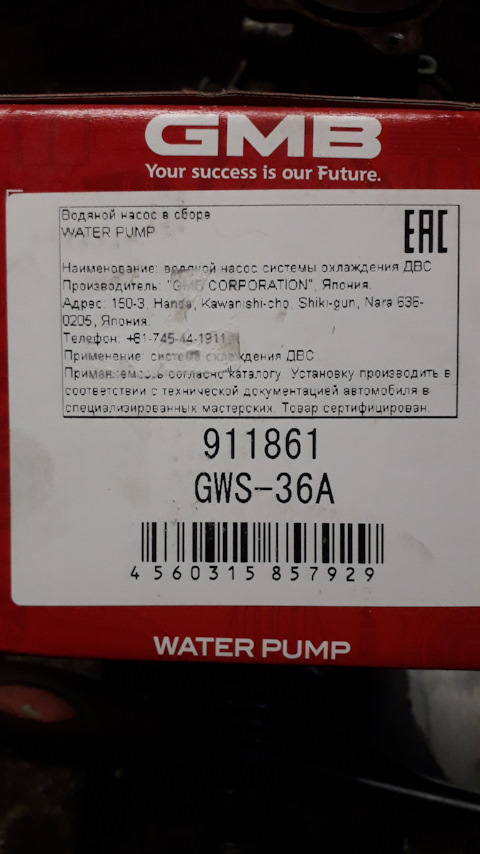 GMB
Your success is our Future.
Водяной насос в сборе
WATER PUMP
EAC
Наименование: водяной насос системы охлаждения ДВС
Производитель: "GMB CORPORATION", Япония.
Адрес: 150-3, Handa, Kawanishi-cho, Shiki-gun, Nara 636-
0205, Япония.
Телефон: +81-745-44-1911
Применение: система охлаждения ДВС
Применяемость согласно каталогу. Установку производить в
соответствии с технической документацией автомобиля в
специализированных мастерских. Товар сертифицирован.
911861
GWS-36A
4560315857929
WATER PUMP